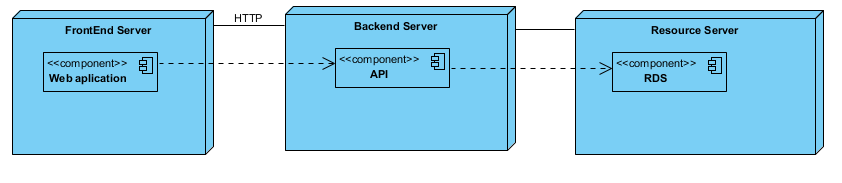 FrontEnd Server
HTTP
Backend Server
Resource Server
<<component>>
Web aplication
<<component>>
API
<<component>>
RDS